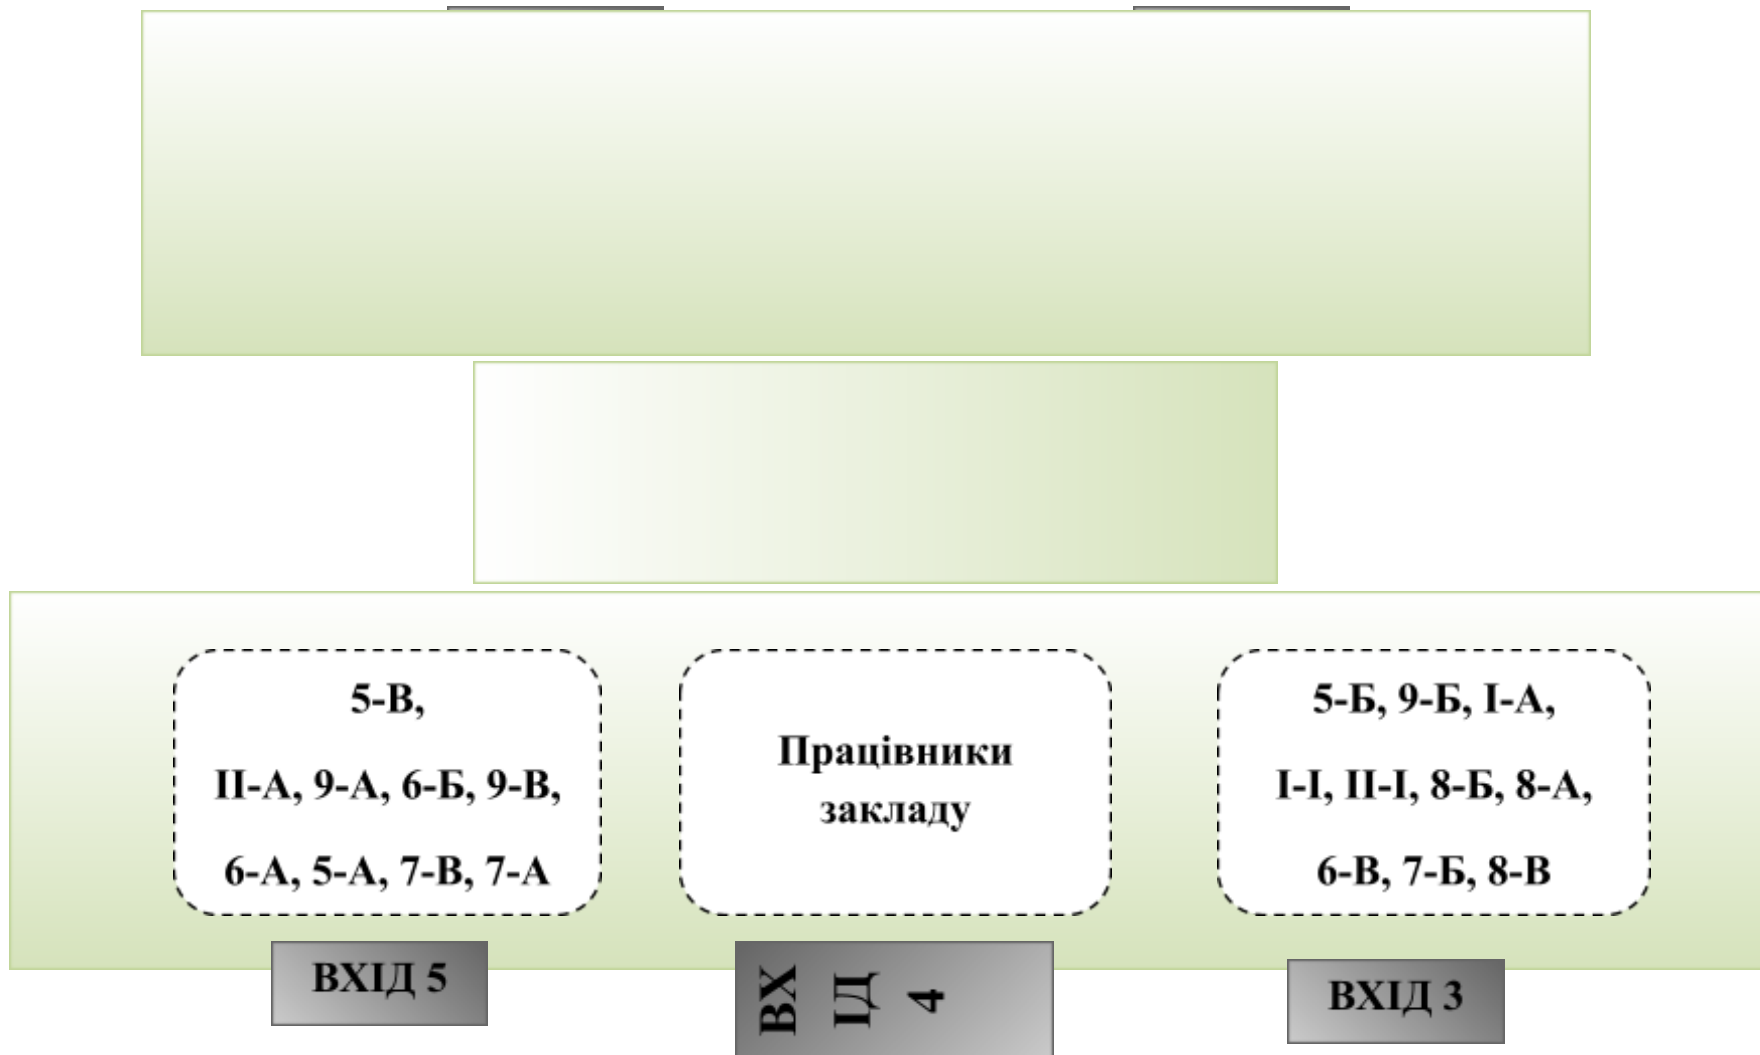 5-В,
ІІ-А, 9-А, 6-Б, 9-В,
6-А, 5-А, 7-В, 7-А
Працівники
закладу
5-Б, 9-Б, І-А,
І-І, ІІ-І, 8-Б, 8-А,
6-В, 7-Б, 8-В
ВХІД 5
ВХ
ІД
4
ВХІД 3